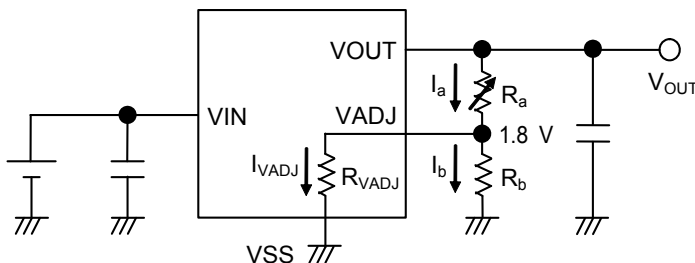 VOUT
VOUT
Ia
Ra
VIN
VADJ
1.8 V
IVADJ
RVADJ
Ib
Rb
VSS